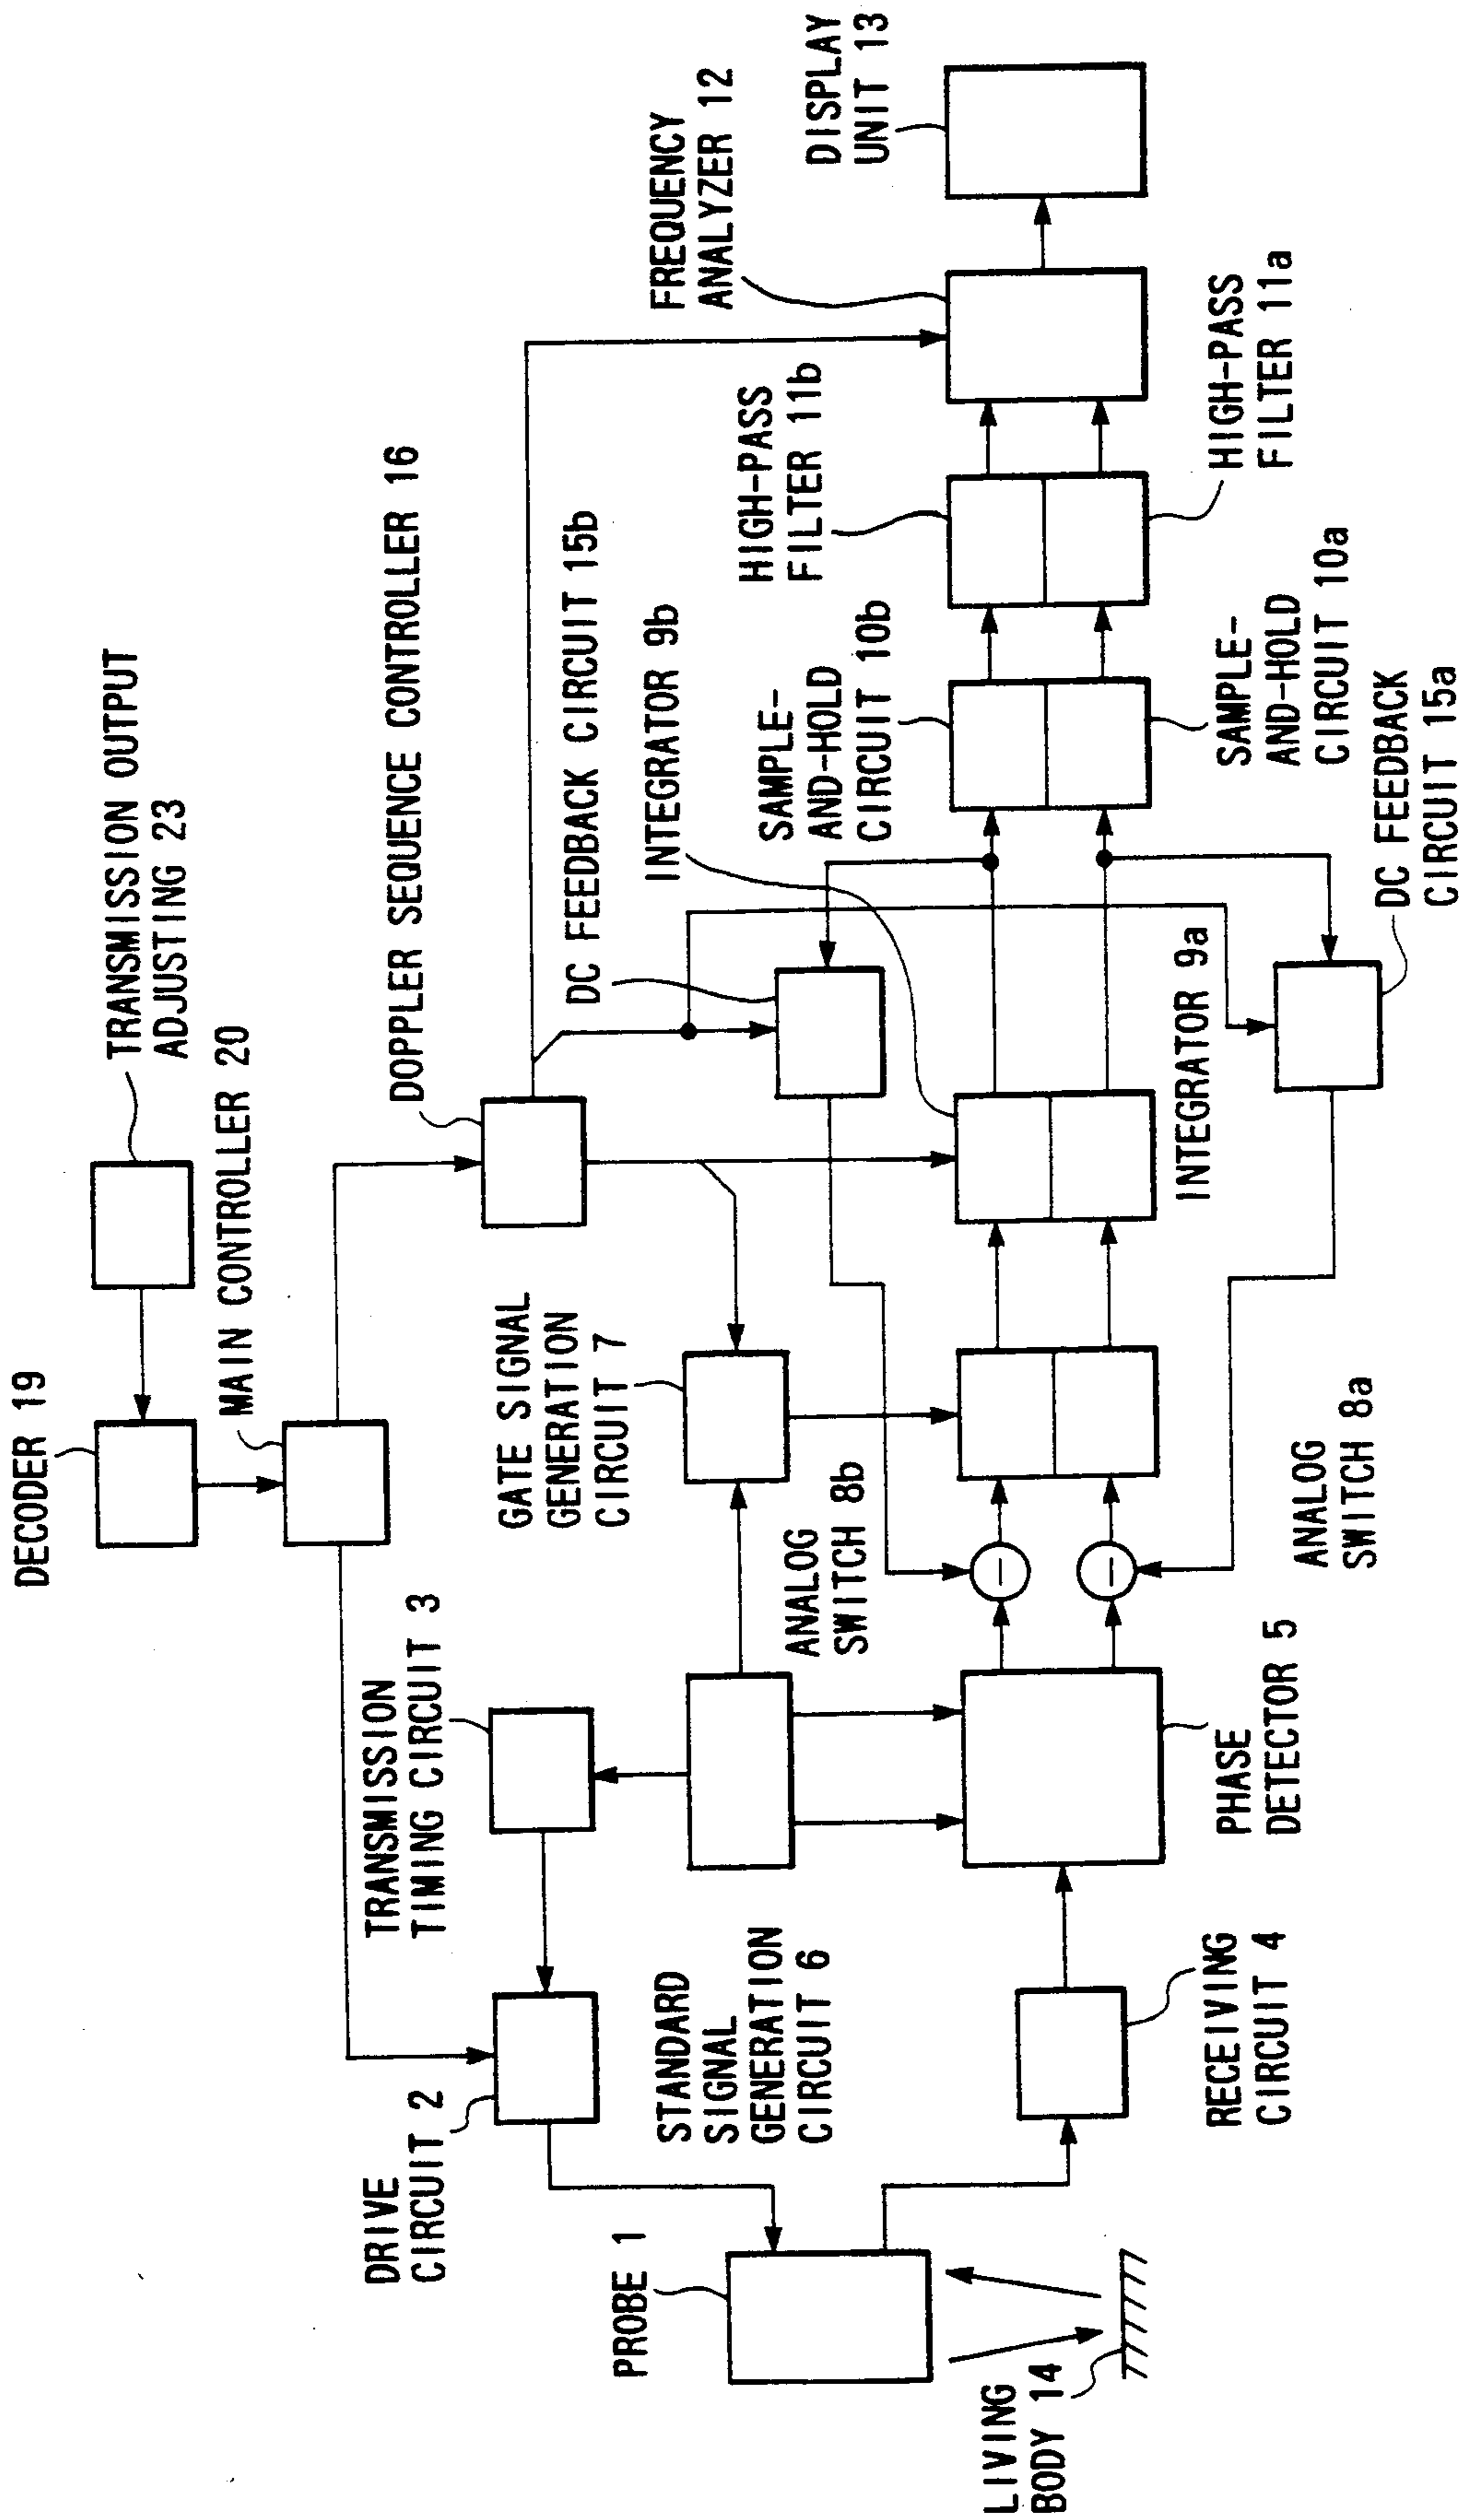 DECODER 19
TRANSMISSION OUTPUT
ADJUSTING 23
MAIN CONTROLLER 20
DOPPLER SEQUENCE CONTROLLER 16
DRIVE
CIRCUIT 2
TRANSMISSION
TIMING CIRCUIT 3
GATE SIGNAL
GENERATION
CIRCUIT 7
DC FEEDBACK CIRCUIT 15b
INTEGRATOR 9b
FREQUENCY
ANALYZER 12
PROBE 1
STANDARD
SIGNAL
GENERATION
CIRCUIT 6
ANALOG
SWITCH 8b
SAMPLE-
AND-HOLD
CIRCUIT 10b
HIGH-PASS
FILTER 11b
DISPLAY
UNIT 13
LIVING
BODY 14
RECEIVING
CIRCUIT 4
PHASE
DETECTOR 5
ANALOG
SWITCH 8a
INTEGRATOR 9a
SAMPLE-
AND-HOLD
CIRCUIT 10a
HIGH-PASS
FILTER 11a
DC FEEDBACK
CIRCUIT 15a